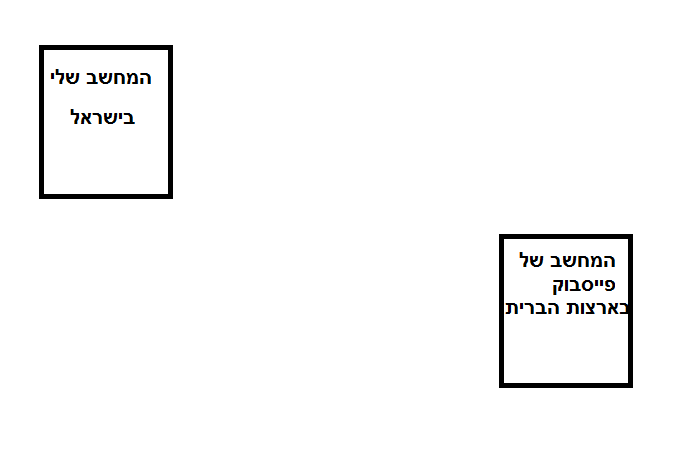 המחשב שלי
בישראל
המחשב של
פייסבוק
בארצות הברית